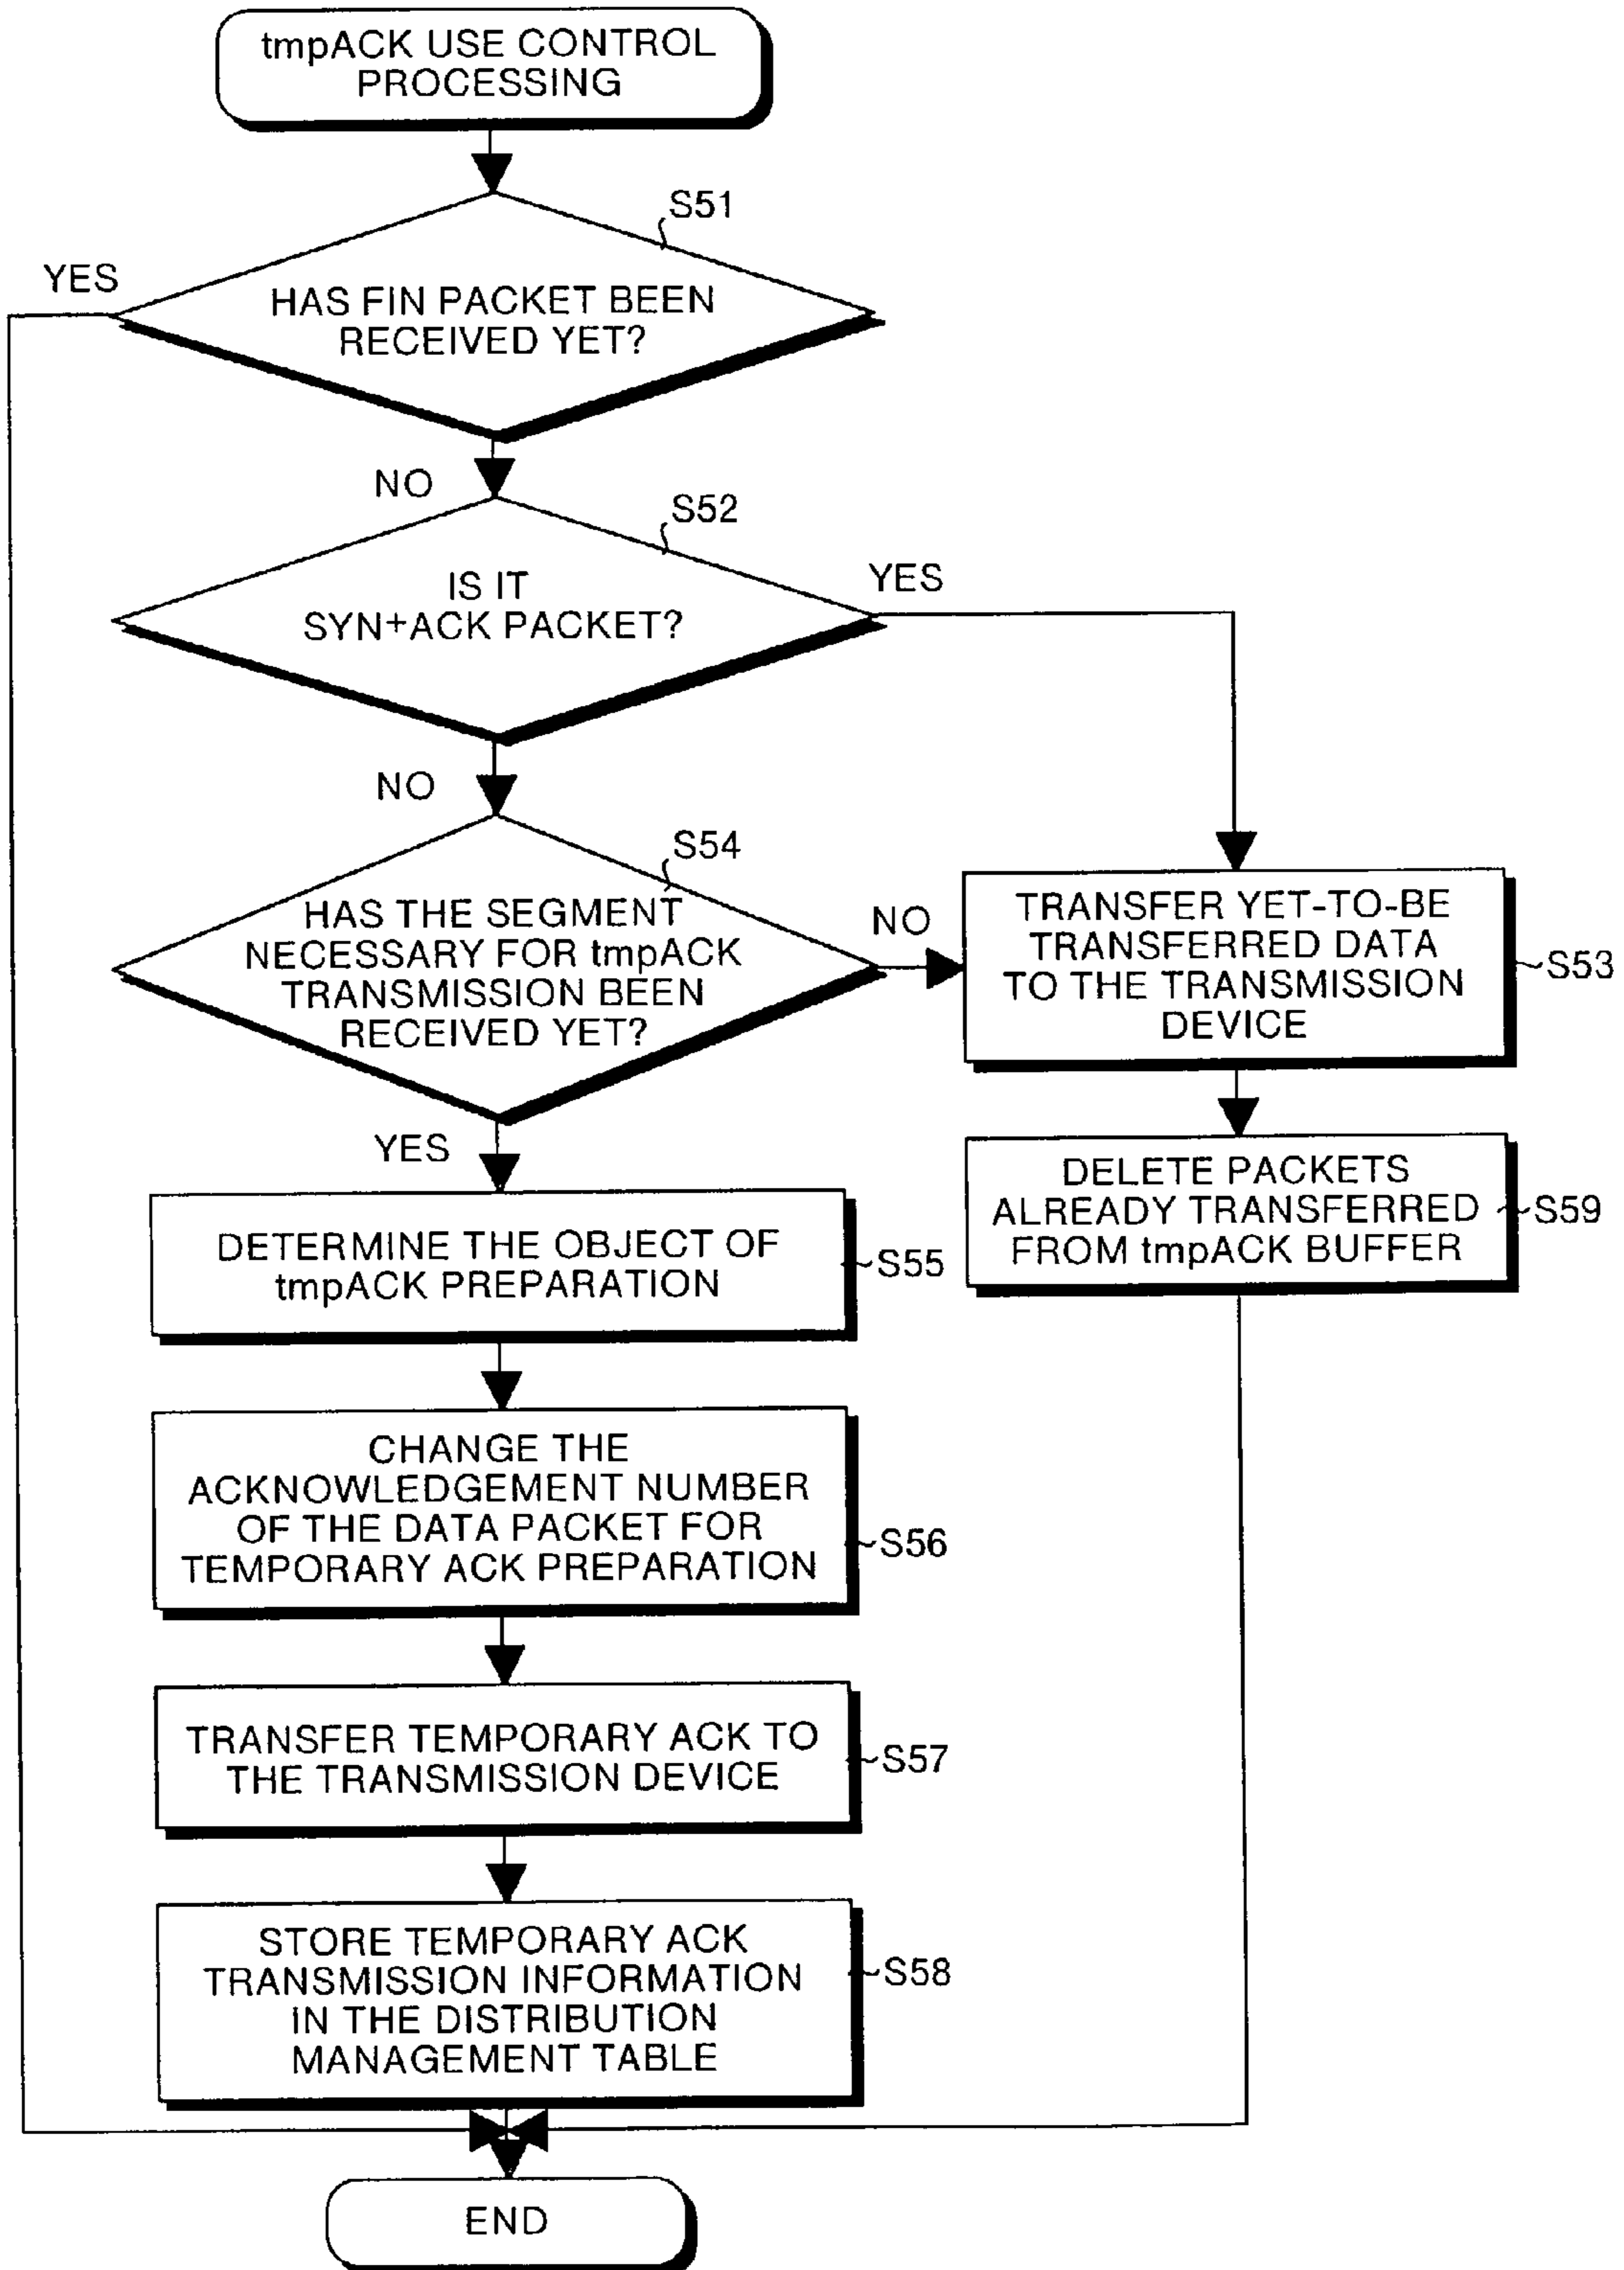 tmpACK USE CONTROL
PROCESSING
S51
YES
HAS FIN PACKET BEEN
RECEIVED YET?
NO
S52
IS IT
SYN+ACK PACKET?
YES
NO
S54
HAS THE SEGMENT
NECESSARY FOR tmpACK
TRANSMISSION BEEN
RECEIVED YET?
NO
TRANSFER YET-TO-BE
TRANSFERRED DATA
TO THE TRANSMISSION
DEVICE
S53
YES
DELETE PACKETS
ALREADY TRANSFERRED
FROM tmpACK BUFFER
S59
DETERMINE THE OBJECT OF
tmpACK PREPARATION
S55
CHANGE THE
ACKNOWLEDGEMENT NUMBER
OF THE DATA PACKET FOR
TEMPORARY ACK PREPARATION
S56
TRANSFER TEMPORARY ACK TO
THE TRANSMISSION DEVICE
S57
STORE TEMPORARY ACK
TRANSMISSION INFORMATION
IN THE DISTRIBUTION
MANAGEMENT TABLE
S58
END